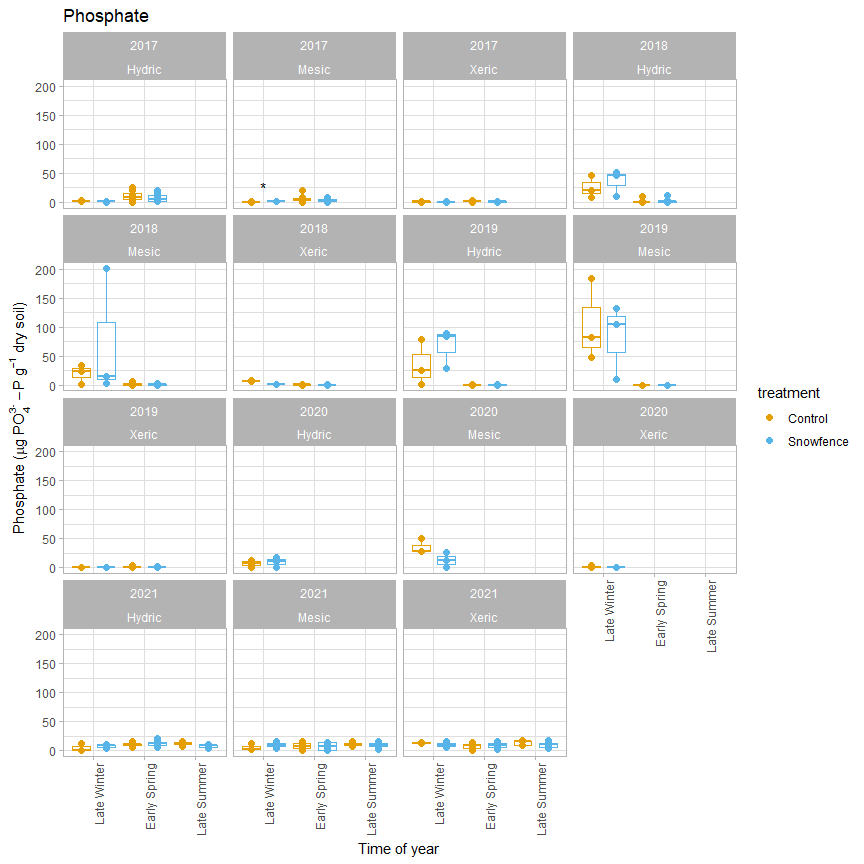 Phosphate
2017 2017 2017 2018
Hydric Mesic Xeric Hydric
200
150
100
50
0
*
2018 2018 2019 2019
Mesic Xeric Hydric Mesic
200
150
100
50
0
2019 2020 2020 2020
Xeric Hydric Mesic Xeric
200
150
100
50
0
Late Winter Early Spring Late Summer
2021 2021 2021
Hydric Mesic Xeric
200
150
100
50
0
Late Winter Early Spring Late Summer Late Winter Early Spring Late Summer Late Winter Early Spring Late Summer
Time of year
Phosphate (μg PO₄³⁻ −P g⁻¹ dry soil)
treatment
Control
Snowfence